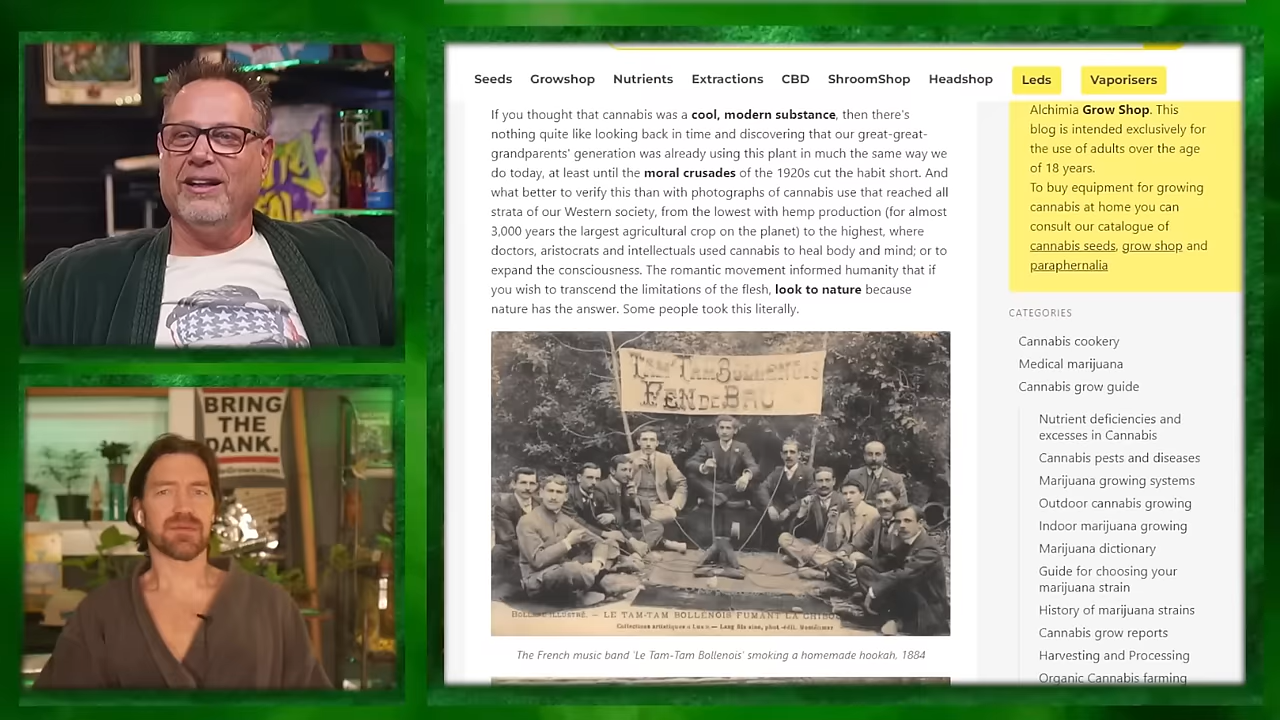 BRING
THE
DANK.
Seeds Growshop Nutrients Extractions CBD ShroomShop Headshop Leds Vaporisers
If you thought that cannabis was a cool, modern substance, then there's
nothing quite like looking back in time and discovering that our great-great-
grandparents' generation was already using this plant in much the same way we
do today, at least until the moral crusades of the 1920s cut the habit short. And
what better to verify this than with photographs of cannabis use that reached all
strata of our Western society, from the lowest with hemp production (for almost
3,000 years the largest agricultural crop on the planet) to the highest, where
doctors, aristocrats and intellectuals used cannabis to heal body and mind; or to
expand the consciousness. The romantic movement informed humanity that if
you wish to transcend the limitations of the flesh, look to nature because
nature has the answer. Some people took this literally.
TAM-TAM BOLLENOIS
FEN DE BRU
LE TAM-TAM BOLLENOIS FUMANT LA
The French music band 'Le Tam-Tam Bollenois' smoking a homemade hookah, 1884
Alchimia Grow Shop. This
blog is intended exclusively for
the use of adults over the age
of 18 years.
To buy equipment for growing
cannabis at home you can
consult our catalogue of
cannabis seeds, grow shop and
paraphernalia
CATEGORIES
Cannabis cookery
Medical marijuana
Cannabis grow guide
Nutrient deficiencies and
excesses in Cannabis
Cannabis pests and diseases
Marijuana growing systems
Outdoor cannabis growing
Indoor marijuana growing
Marijuana dictionary
Guide for choosing your
marijuana strain
History of marijuana strains
Cannabis grow reports
Harvesting and Processing
Organic Cannabis farming